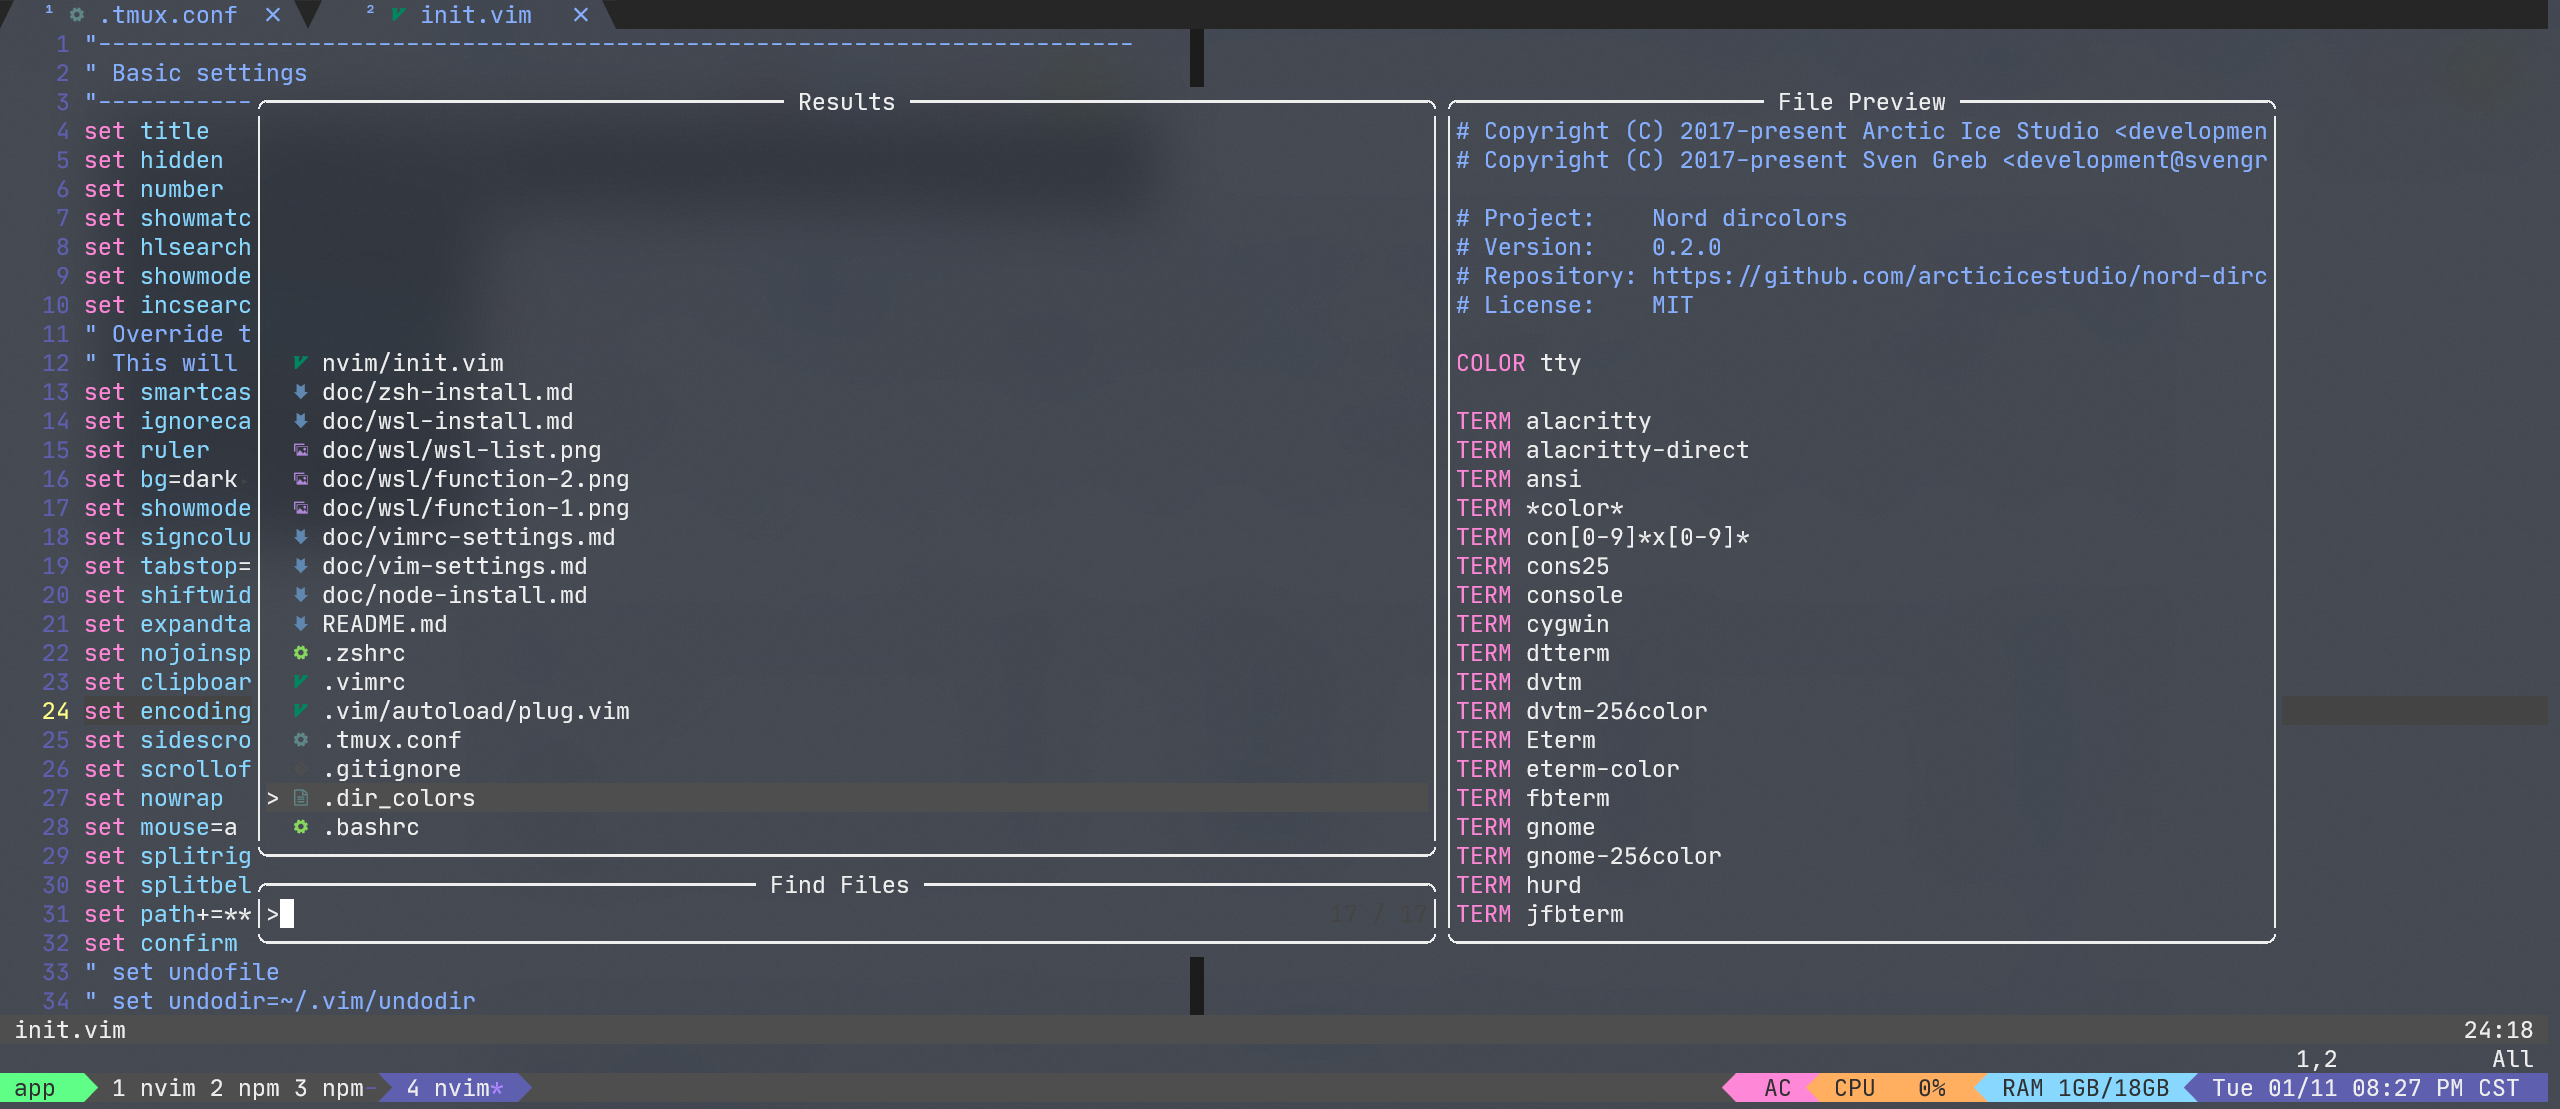 1 .tmux.conf × 2 init.vim ×
1 "--------------------------------------------------------------------------
2 " Basic settings
3 "-----------
4 set title
5 set hidden
6 set number
7 set showmatc
8 set hlsearch
9 set showmode
10 set incsearc
11 " Override t
12 " This will
13 set smartcas
14 set ignoreca
15 set ruler
16 set bg=dark
17 set showmode
18 set signcolu
19 set tabstop=
20 set shiftwid
21 set expandta
22 set nojoinsp
23 set clipboar
24 set encoding
25 set sidescro
26 set scrollof
27 set nowrap
28 set mouse=a
29 set splitrig
30 set splitbel
31 set path+=**
32 set confirm
33 " set undofile
34 " set undodir=~/.vim/undodir
Results
nvim/init.vim
doc/zsh-install.md
doc/wsl-install.md
doc/wsl/wsl-list.png
doc/wsl/function-2.png
doc/wsl/function-1.png
doc/vimrc-settings.md
doc/vim-settings.md
doc/node-install.md
README.md
.zshrc
.vimrc
.vim/autoload/plug.vim
.tmux.conf
.gitignore
> .dir_colors
.bashrc
Find Files
> 17 / 17
File Preview
# Copyright (C) 2017-present Arctic Ice Studio <developmen
# Copyright (C) 2017-present Sven Greb <development@svengr
# Project: Nord dircolors
# Version: 0.2.0
# Repository: https://github.com/arcticicestudio/nord-dirc
# License: MIT
COLOR tty
TERM alacritty
TERM alacritty-direct
TERM ansi
TERM *color*
TERM con[0-9]*x[0-9]*
TERM cons25
TERM console
TERM cygwin
TERM dtterm
TERM dvtm
TERM dvtm-256color
TERM Eterm
TERM eterm-color
TERM fbterm
TERM gnome
TERM gnome-256color
TERM hurd
TERM jfbterm
init.vim 24:18
1,2 All
app 1 nvim 2 npm 3 npm- 4 nvim* AC CPU 0% RAM 1GB/18GB Tue 01/11 08:27 PM CST